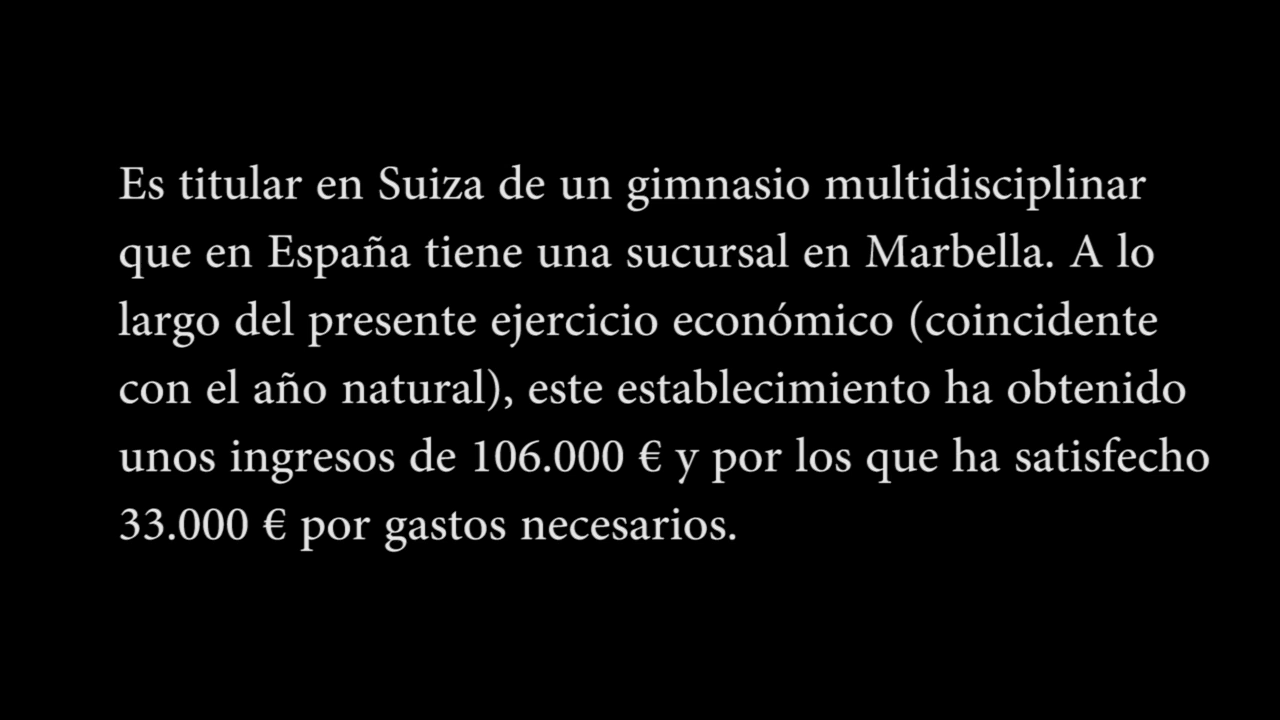 Es titular en Suiza de un gimnasio multidisciplinar
que en España tiene una sucursal en Marbella. A lo
largo del presente ejercicio económico (coincidente
con el año natural), este establecimiento ha obtenido
unos ingresos de 106.000 € y por los que ha satisfecho
33.000 € por gastos necesarios.